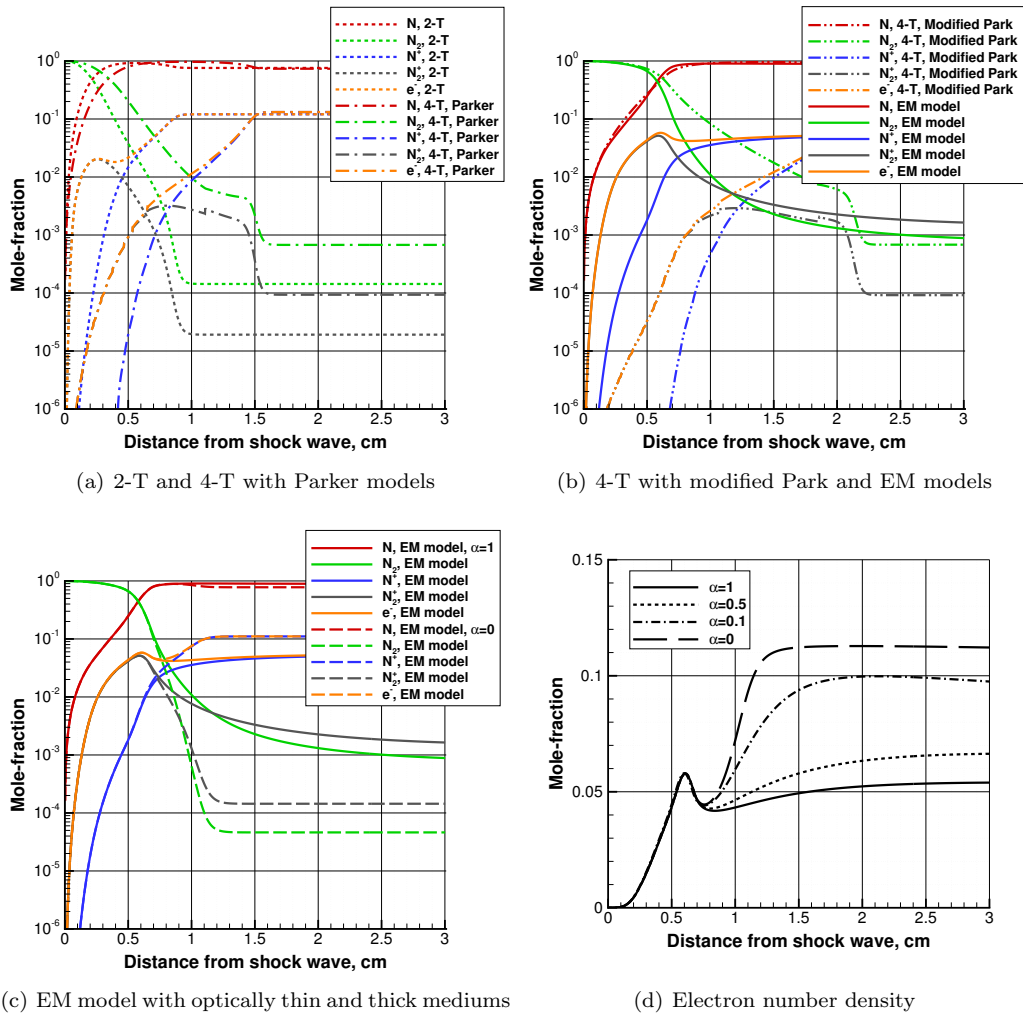 N, 2-T
N₂, 2-T
N⁺, 2-T
N₂⁺, 2-T
e⁻, 2-T
N, 4-T, Parker
N₂, 4-T, Parker
N⁺, 4-T, Parker
N₂⁺, 4-T, Parker
e⁻, 4-T, Parker
Mole-fraction
10⁰
10⁻¹
10⁻²
10⁻³
10⁻⁴
10⁻⁵
10⁻⁶
0 0.5 1 1.5 2 2.5 3
Distance from shock wave, cm
(a) 2-T and 4-T with Parker models
N, 4-T, Modified Park
N₂, 4-T, Modified Park
N⁺, 4-T, Modified Park
N₂⁺, 4-T, Modified Park
e⁻, 4-T, Modified Park
N, EM model
N₂, EM model
N⁺, EM model
N₂⁺, EM model
e⁻, EM model
Mole-fraction
10⁰
10⁻¹
10⁻²
10⁻³
10⁻⁴
10⁻⁵
10⁻⁶
0 0.5 1 1.5 2 2.5 3
Distance from shock wave, cm
(b) 4-T with modified Park and EM models
N, EM model, α=1
N₂, EM model
N⁺, EM model
N₂⁺, EM model
e⁻, EM model
N, EM model, α=0
N₂, EM model
N⁺, EM model
N₂⁺, EM model
e⁻, EM model
Mole-fraction
10⁰
10⁻¹
10⁻²
10⁻³
10⁻⁴
10⁻⁵
10⁻⁶
0 0.5 1 1.5 2 2.5 3
Distance from shock wave, cm
(c) EM model with optically thin and thick mediums
α=1
α=0.5
α=0.1
α=0
Mole-fraction
0.15
0.1
0.05
0
0 0.5 1 1.5 2 2.5 3
Distance from shock wave, cm
(d) Electron number density